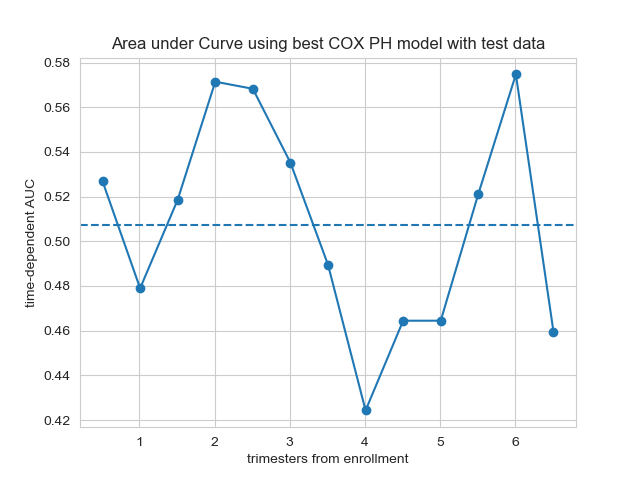 Area under Curve using best COX PH model with test data
time-dependent AUC
0.58
0.56
0.54
0.52
0.50
0.48
0.46
0.44
0.42
1 2 3 4 5 6
trimesters from enrollment